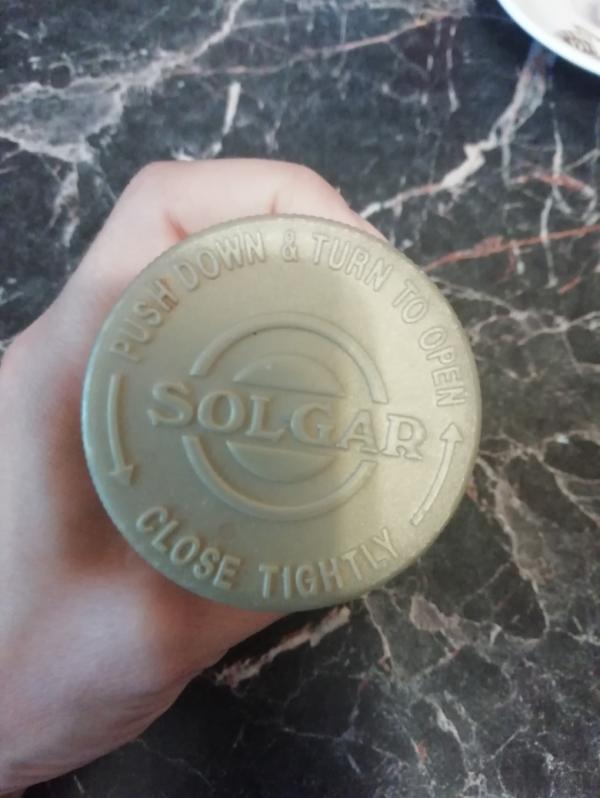 PUSH DOWN & TURN TO OPEN
SOLGAR
CLOSE TIGHTLY